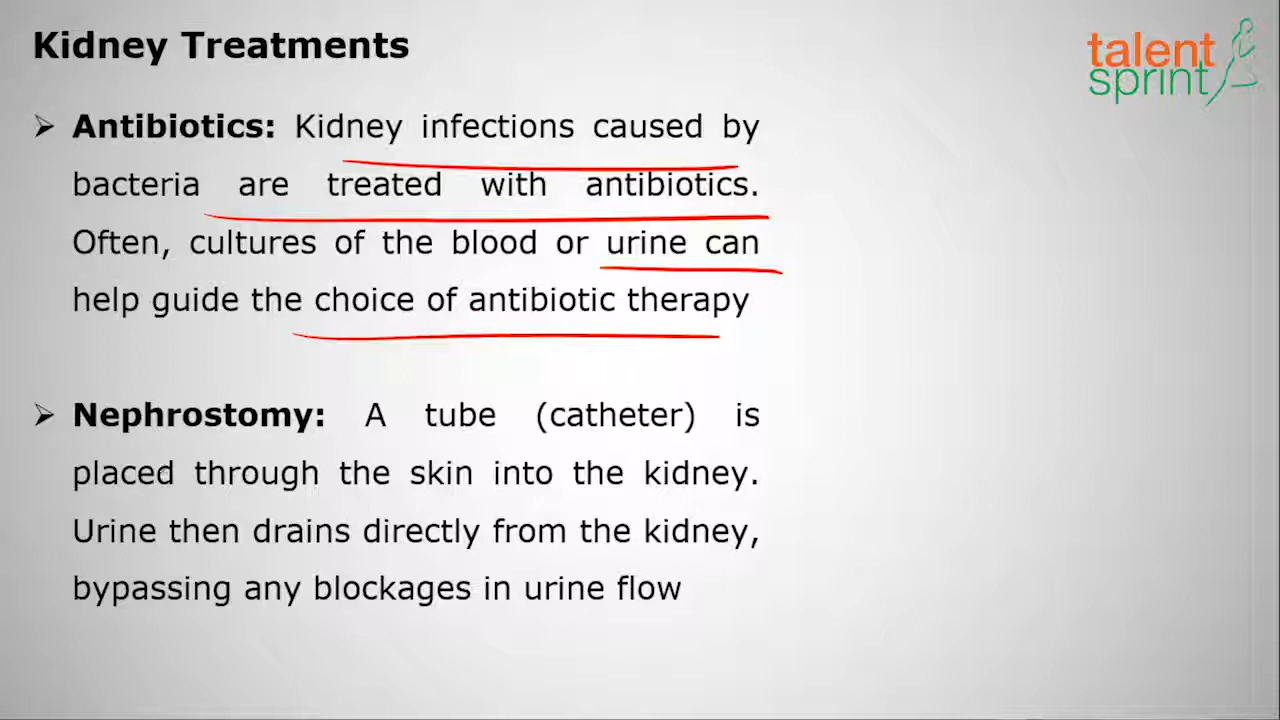 Kidney Treatments
talent
sprint
➢ Antibiotics: Kidney infections caused by
bacteria are treated with antibiotics.
Often, cultures of the blood or urine can
help guide the choice of antibiotic therapy
➢ Nephrostomy: A tube (catheter) is
placed through the skin into the kidney.
Urine then drains directly from the kidney,
bypassing any blockages in urine flow